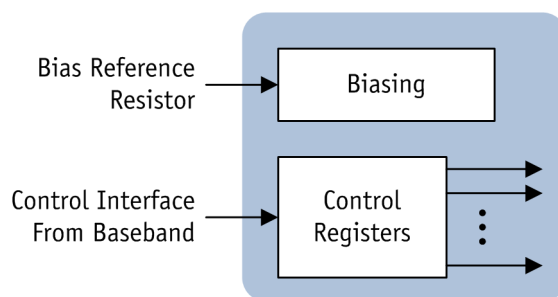 Bias Reference
Resistor
Biasing
Control Interface
From Baseband
Control
Registers